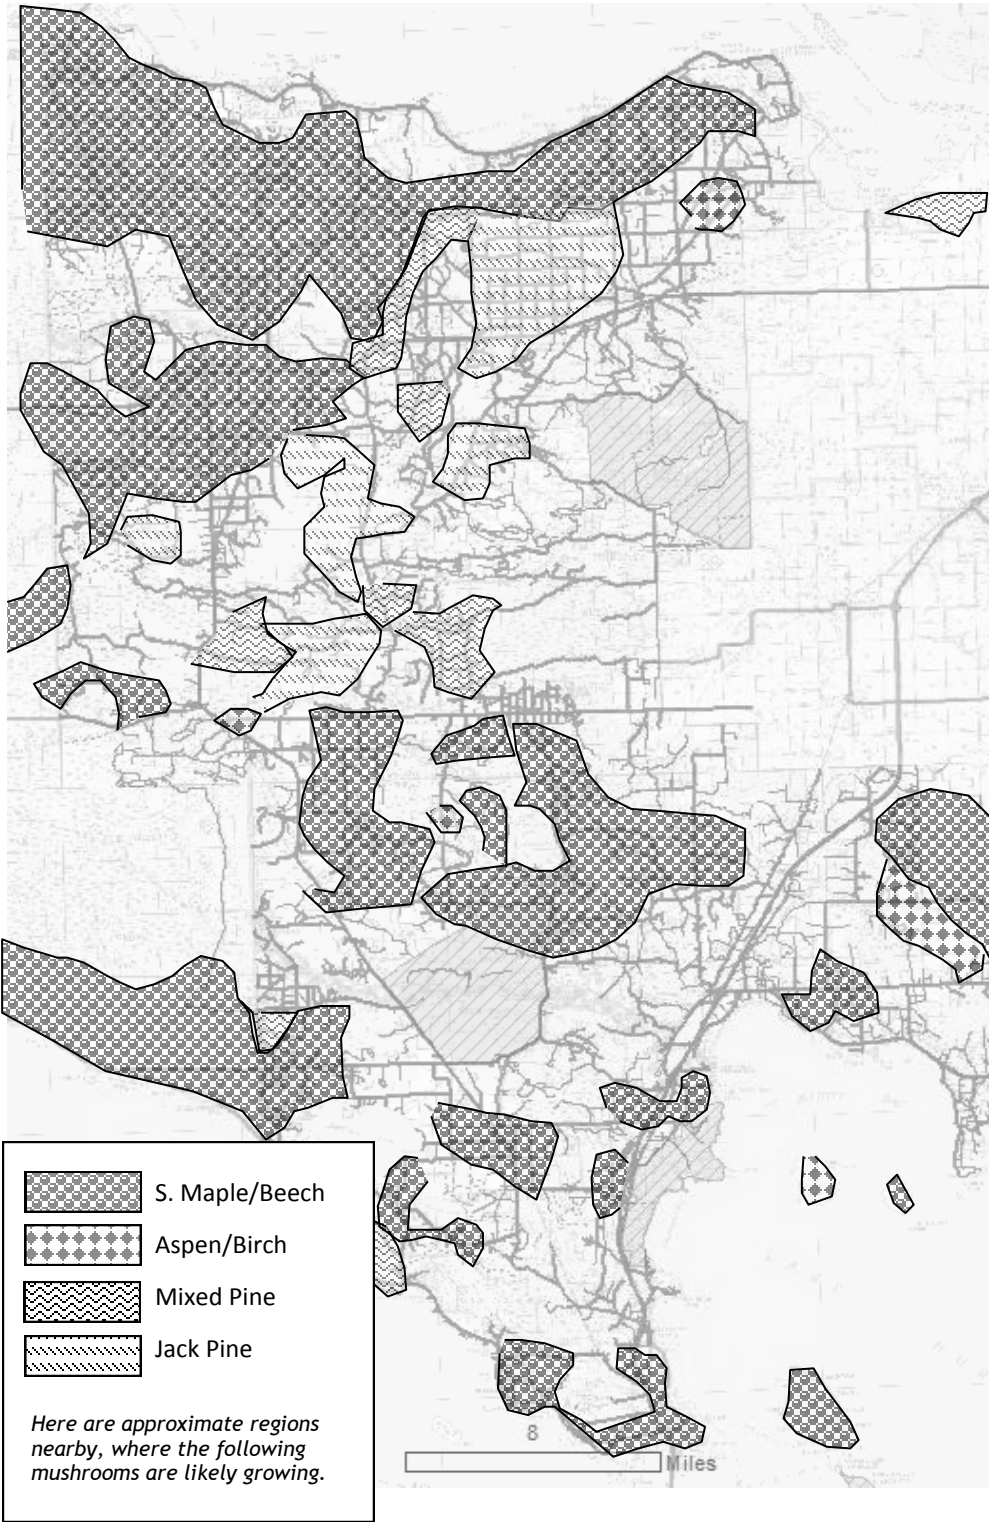 8
Miles
S. Maple/Beech
Aspen/Birch
Mixed Pine
Jack Pine
Here are approximate regions
nearby, where the following
mushrooms are likely growing.